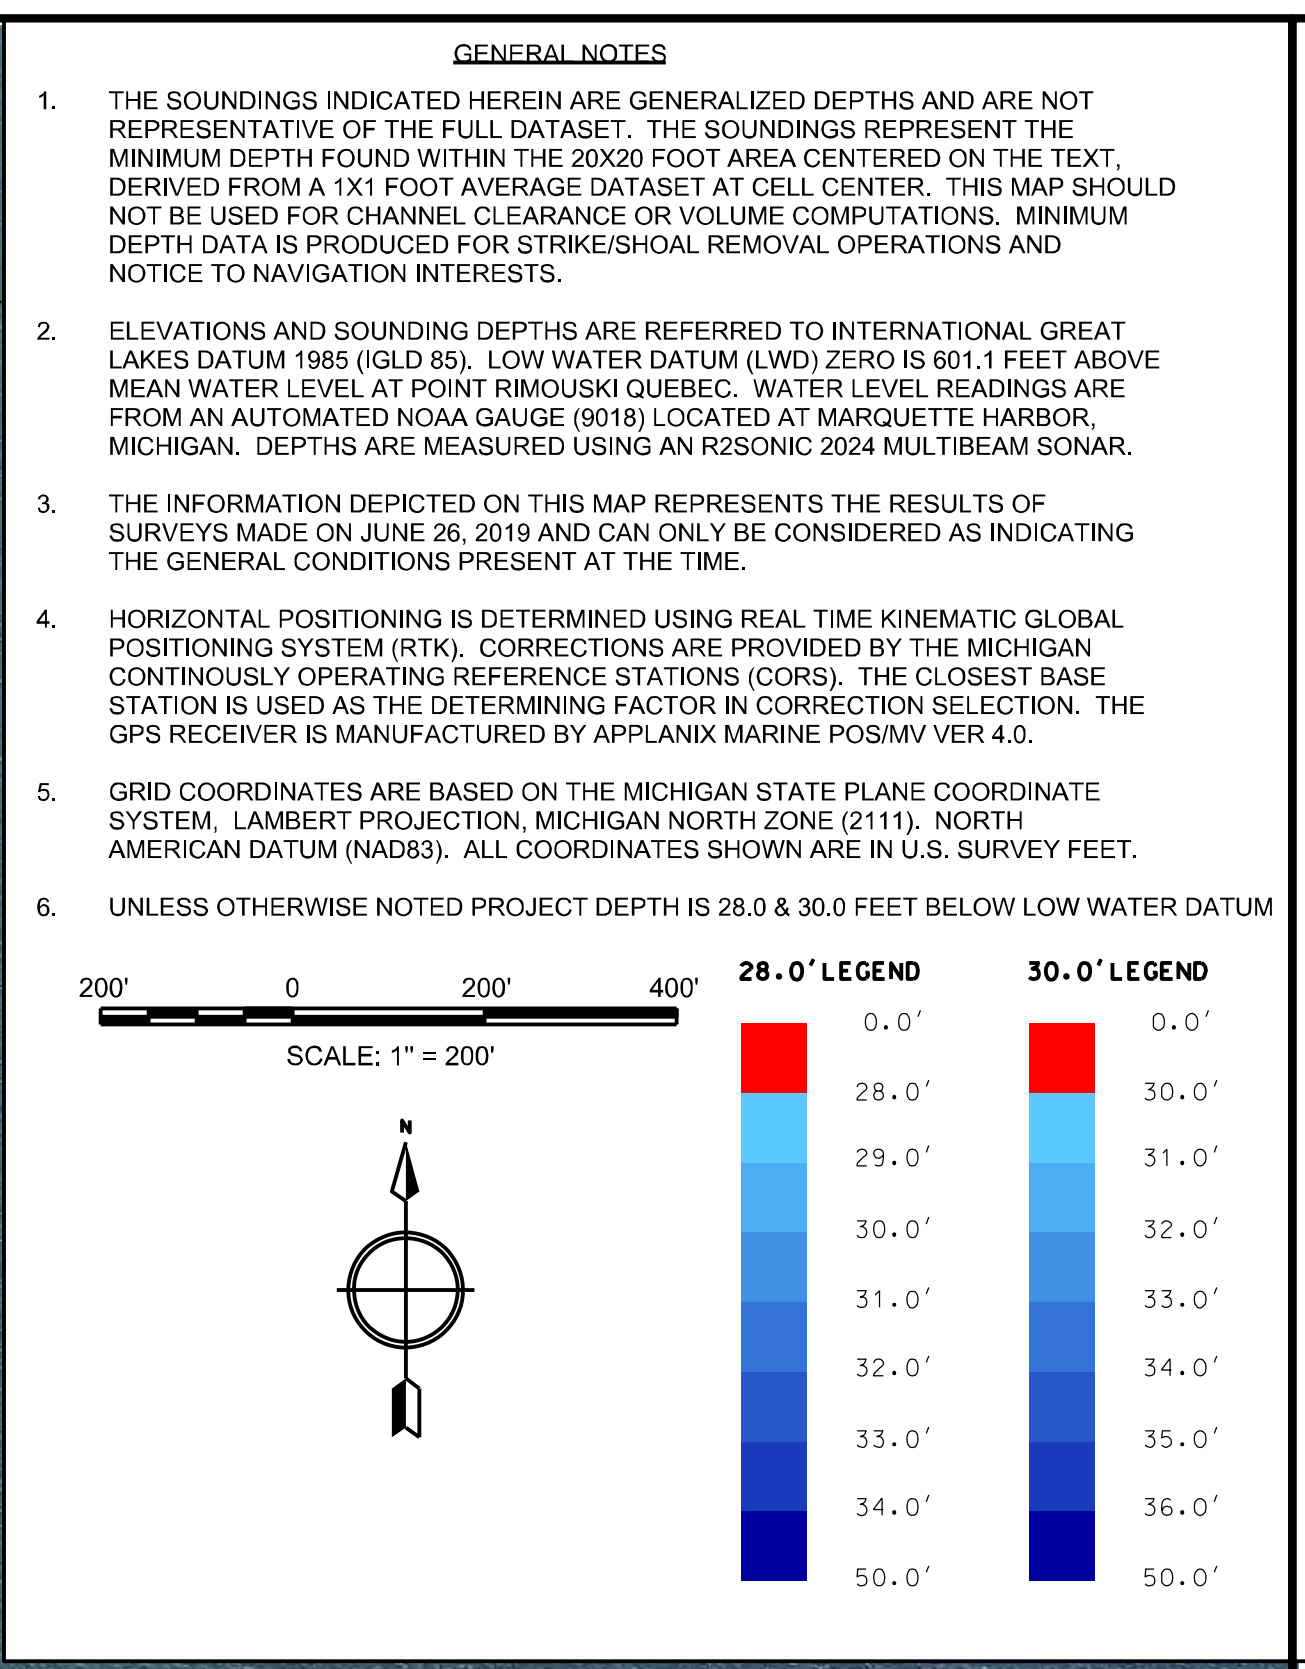 GENERAL NOTES
1. THE SOUNDINGS INDICATED HEREIN ARE GENERALIZED DEPTHS AND ARE NOT
REPRESENTATIVE OF THE FULL DATASET. THE SOUNDINGS REPRESENT THE
MINIMUM DEPTH FOUND WITHIN THE 20X20 FOOT AREA CENTERED ON THE TEXT,
DERIVED FROM A 1X1 FOOT AVERAGE DATASET AT CELL CENTER. THIS MAP SHOULD
NOT BE USED FOR CHANNEL CLEARANCE OR VOLUME COMPUTATIONS. MINIMUM
DEPTH DATA IS PRODUCED FOR STRIKE/SHOAL REMOVAL OPERATIONS AND
NOTICE TO NAVIGATION INTERESTS.
2. ELEVATIONS AND SOUNDING DEPTHS ARE REFERRED TO INTERNATIONAL GREAT
LAKES DATUM 1985 (IGLD 85). LOW WATER DATUM (LWD) ZERO IS 601.1 FEET ABOVE
MEAN WATER LEVEL AT POINT RIMOUSKI QUEBEC. WATER LEVEL READINGS ARE
FROM AN AUTOMATED NOAA GAUGE (9018) LOCATED AT MARQUETTE HARBOR,
MICHIGAN. DEPTHS ARE MEASURED USING AN R2SONIC 2024 MULTIBEAM SONAR.
3. THE INFORMATION DEPICTED ON THIS MAP REPRESENTS THE RESULTS OF
SURVEYS MADE ON JUNE 26, 2019 AND CAN ONLY BE CONSIDERED AS INDICATING
THE GENERAL CONDITIONS PRESENT AT THE TIME.
4. HORIZONTAL POSITIONING IS DETERMINED USING REAL TIME KINEMATIC GLOBAL
POSITIONING SYSTEM (RTK). CORRECTIONS ARE PROVIDED BY THE MICHIGAN
CONTINOUSLY OPERATING REFERENCE STATIONS (CORS). THE CLOSEST BASE
STATION IS USED AS THE DETERMINING FACTOR IN CORRECTION SELECTION. THE
GPS RECEIVER IS MANUFACTURED BY APPLANIX MARINE POS/MV VER 4.0.
5. GRID COORDINATES ARE BASED ON THE MICHIGAN STATE PLANE COORDINATE
SYSTEM, LAMBERT PROJECTION, MICHIGAN NORTH ZONE (2111). NORTH
AMERICAN DATUM (NAD83). ALL COORDINATES SHOWN ARE IN U.S. SURVEY FEET.
6. UNLESS OTHERWISE NOTED PROJECT DEPTH IS 28.0 & 30.0 FEET BELOW LOW WATER DATUM
200' 0 200' 400'
SCALE: 1" = 200'
N
28.0' LEGEND
0.0'
28.0'
29.0'
30.0'
31.0'
32.0'
33.0'
34.0'
50.0'
30.0' LEGEND
0.0'
30.0'
31.0'
32.0'
33.0'
34.0'
35.0'
36.0'
50.0'